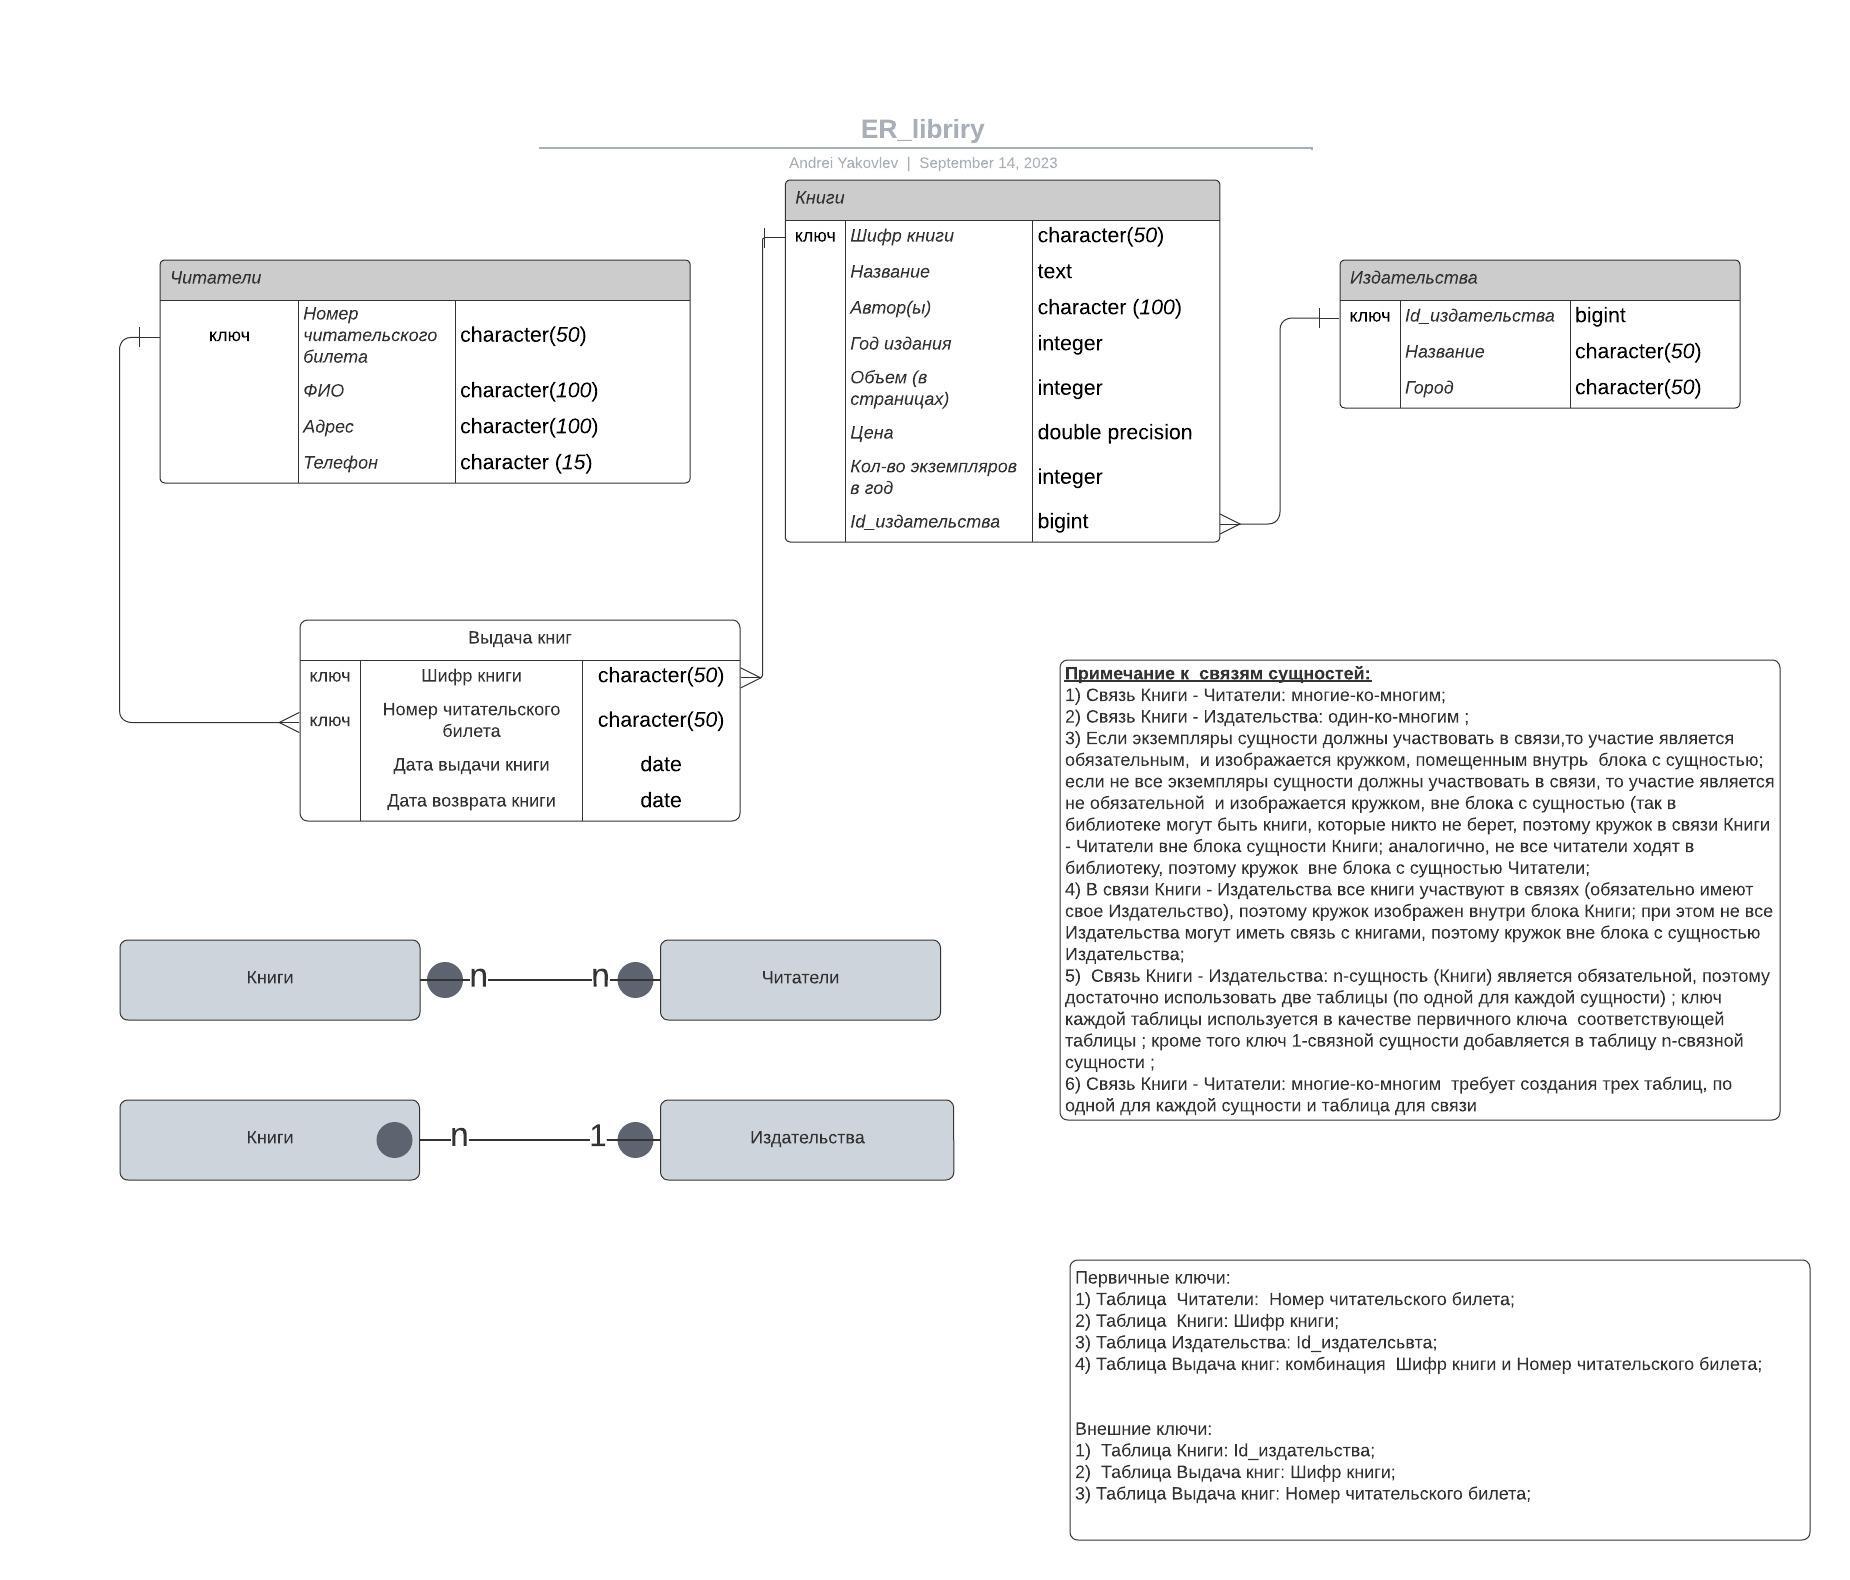 ER_libriry
Andrei Yakovlev | September 14, 2023
Книги
ключ Шифр книги character(50)
Название text
Автор(ы) character (100)
Год издания integer
Объем (в
страницах) integer
Цена double precision
Кол-во экземпляров
в год integer
Id_издательства bigint
Читатели
ключ Номер
читательского
билета character(50)
ФИО character(100)
Адрес character(100)
Телефон character (15)
Издательства
ключ Id_издательства bigint
Название character(50)
Город character(50)
Выдача книг
ключ Шифр книги character(50)
ключ Номер читательского
билета character(50)
Дата выдачи книги date
Дата возврата книги date
Примечание к связям сущностей:
1) Связь Книги - Читатели: многие-ко-многим;
2) Связь Книги - Издательства: один-ко-многим ;
3) Если экземпляры сущности должны участвовать в связи,то участие является
обязательным, и изображается кружком, помещенным внутрь блока с сущностью;
если не все экземпляры сущности должны участвовать в связи, то участие является
не обязательной и изображается кружком, вне блока с сущностью (так в
библиотеке могут быть книги, которые никто не берет, поэтому кружок в связи Книги
- Читатели вне блока сущности Книги; аналогично, не все читатели ходят в
библиотеку, поэтому кружок вне блока с сущностью Читатели;
4) В связи Книги - Издательства все книги участвуют в связях (обязательно имеют
свое Издательство), поэтому кружок изображен внутри блока Книги; при этом не все
Издательства могут иметь связь с книгами, поэтому кружок вне блока с сущностью
Издательства;
5) Связь Книги - Издательства: n-сущность (Книги) является обязательной, поэтому
достаточно использовать две таблицы (по одной для каждой сущности) ; ключ
каждой таблицы используется в качестве первичного ключа соответствующей
таблицы ; кроме того ключ 1-связной сущности добавляется в таблицу n-связной
сущности ;
6) Связь Книги - Читатели: многие-ко-многим требует создания трех таблиц, по
одной для каждой сущности и таблица для связи
Книги n n Читатели
Книги n 1 Издательства
Первичные ключи:
1) Таблица Читатели: Номер читательского билета;
2) Таблица Книги: Шифр книги;
3) Таблица Издательства: Id_издателсьвта;
4) Таблица Выдача книг: комбинация Шифр книги и Номер читательского билета;
Внешние ключи:
1) Таблица Книги: Id_издательства;
2) Таблица Выдача книг: Шифр книги;
3) Таблица Выдача книг: Номер читательского билета;